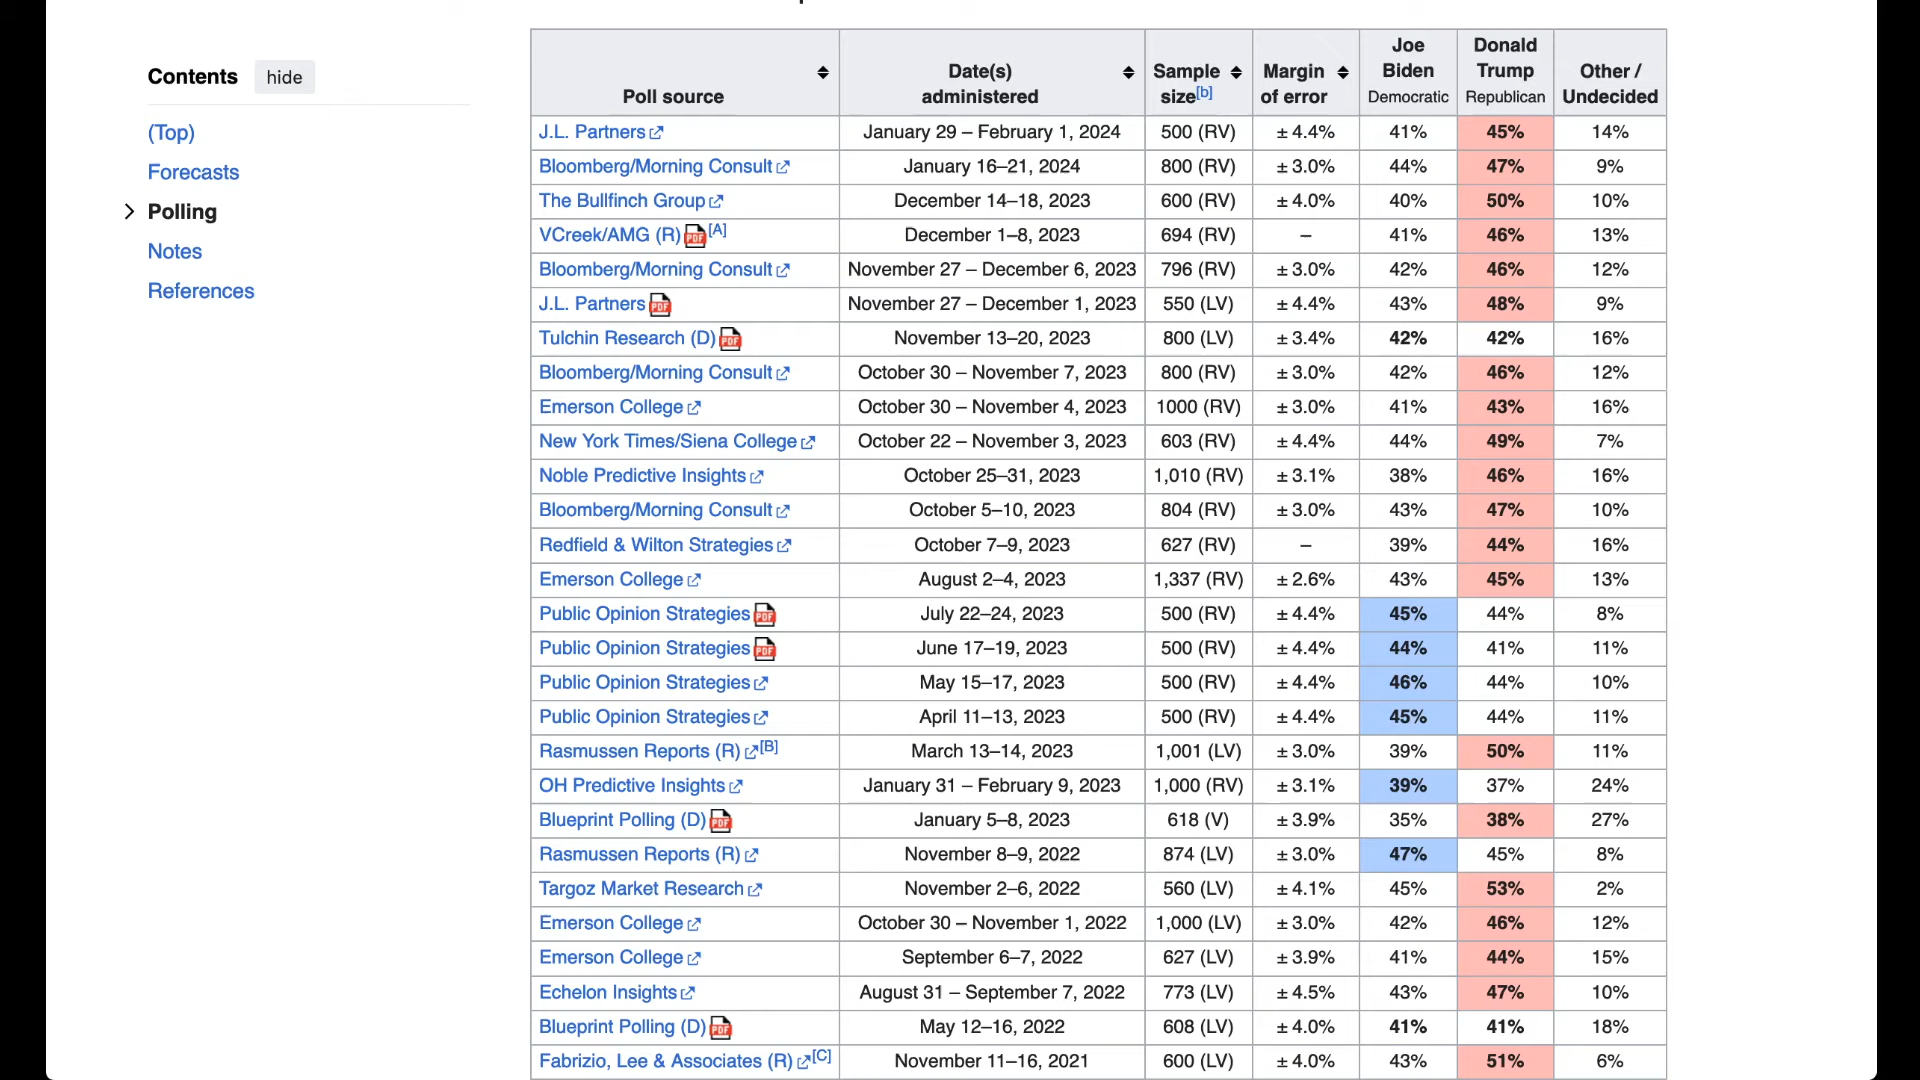 Contents hide
(Top)
Forecasts
Polling
Notes
References
Poll source Date(s) administered Sample size[b] Margin of error Joe Biden Democratic Donald Trump Republican Other / Undecided
J.L. Partners January 29 – February 1, 2024 500 (RV) ± 4.4% 41% 45% 14%
Bloomberg/Morning Consult January 16–21, 2024 800 (RV) ± 3.0% 44% 47% 9%
The Bullfinch Group December 14–18, 2023 600 (RV) ± 4.0% 40% 50% 10%
VCreek/AMG (R) PDF [A] December 1–8, 2023 694 (RV) – 41% 46% 13%
Bloomberg/Morning Consult November 27 – December 6, 2023 796 (RV) ± 3.0% 42% 46% 12%
J.L. Partners PDF November 27 – December 1, 2023 550 (LV) ± 4.4% 43% 48% 9%
Tulchin Research (D) PDF November 13–20, 2023 800 (LV) ± 3.4% 42% 42% 16%
Bloomberg/Morning Consult October 30 – November 7, 2023 800 (RV) ± 3.0% 42% 46% 12%
Emerson College October 30 – November 4, 2023 1000 (RV) ± 3.0% 41% 43% 16%
New York Times/Siena College October 22 – November 3, 2023 603 (RV) ± 4.4% 44% 49% 7%
Noble Predictive Insights October 25–31, 2023 1,010 (RV) ± 3.1% 38% 46% 16%
Bloomberg/Morning Consult October 5–10, 2023 804 (RV) ± 3.0% 43% 47% 10%
Redfield & Wilton Strategies October 7–9, 2023 627 (RV) – 39% 44% 16%
Emerson College August 2–4, 2023 1,337 (RV) ± 2.6% 43% 45% 13%
Public Opinion Strategies PDF July 22–24, 2023 500 (RV) ± 4.4% 45% 44% 8%
Public Opinion Strategies PDF June 17–19, 2023 500 (RV) ± 4.4% 44% 41% 11%
Public Opinion Strategies May 15–17, 2023 500 (RV) ± 4.4% 46% 44% 10%
Public Opinion Strategies April 11–13, 2023 500 (RV) ± 4.4% 45% 44% 11%
Rasmussen Reports (R) [B] March 13–14, 2023 1,001 (LV) ± 3.0% 39% 50% 11%
OH Predictive Insights January 31 – February 9, 2023 1,000 (RV) ± 3.1% 39% 37% 24%
Blueprint Polling (D) PDF January 5–8, 2023 618 (V) ± 3.9% 35% 38% 27%
Rasmussen Reports (R) November 8–9, 2022 874 (LV) ± 3.0% 47% 45% 8%
Targoz Market Research November 2–6, 2022 560 (LV) ± 4.1% 45% 53% 2%
Emerson College October 30 – November 1, 2022 1,000 (LV) ± 3.0% 42% 46% 12%
Emerson College September 6–7, 2022 627 (LV) ± 3.9% 41% 44% 15%
Echelon Insights August 31 – September 7, 2022 773 (LV) ± 4.5% 43% 47% 10%
Blueprint Polling (D) PDF May 12–16, 2022 608 (LV) ± 4.0% 41% 41% 18%
Fabrizio, Lee & Associates (R) [C] November 11–16, 2021 600 (LV) ± 4.0% 43% 51% 6%